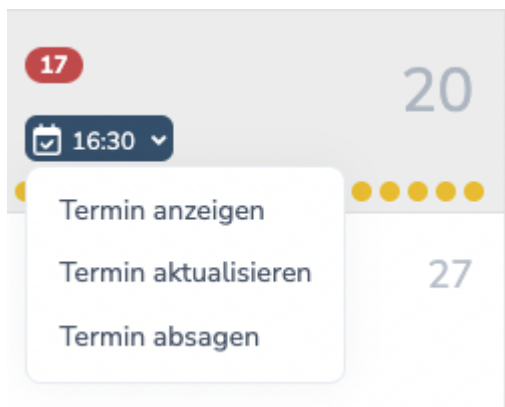 17
20
16:30
Termin anzeigen
Termin aktualisieren
27
Termin absagen